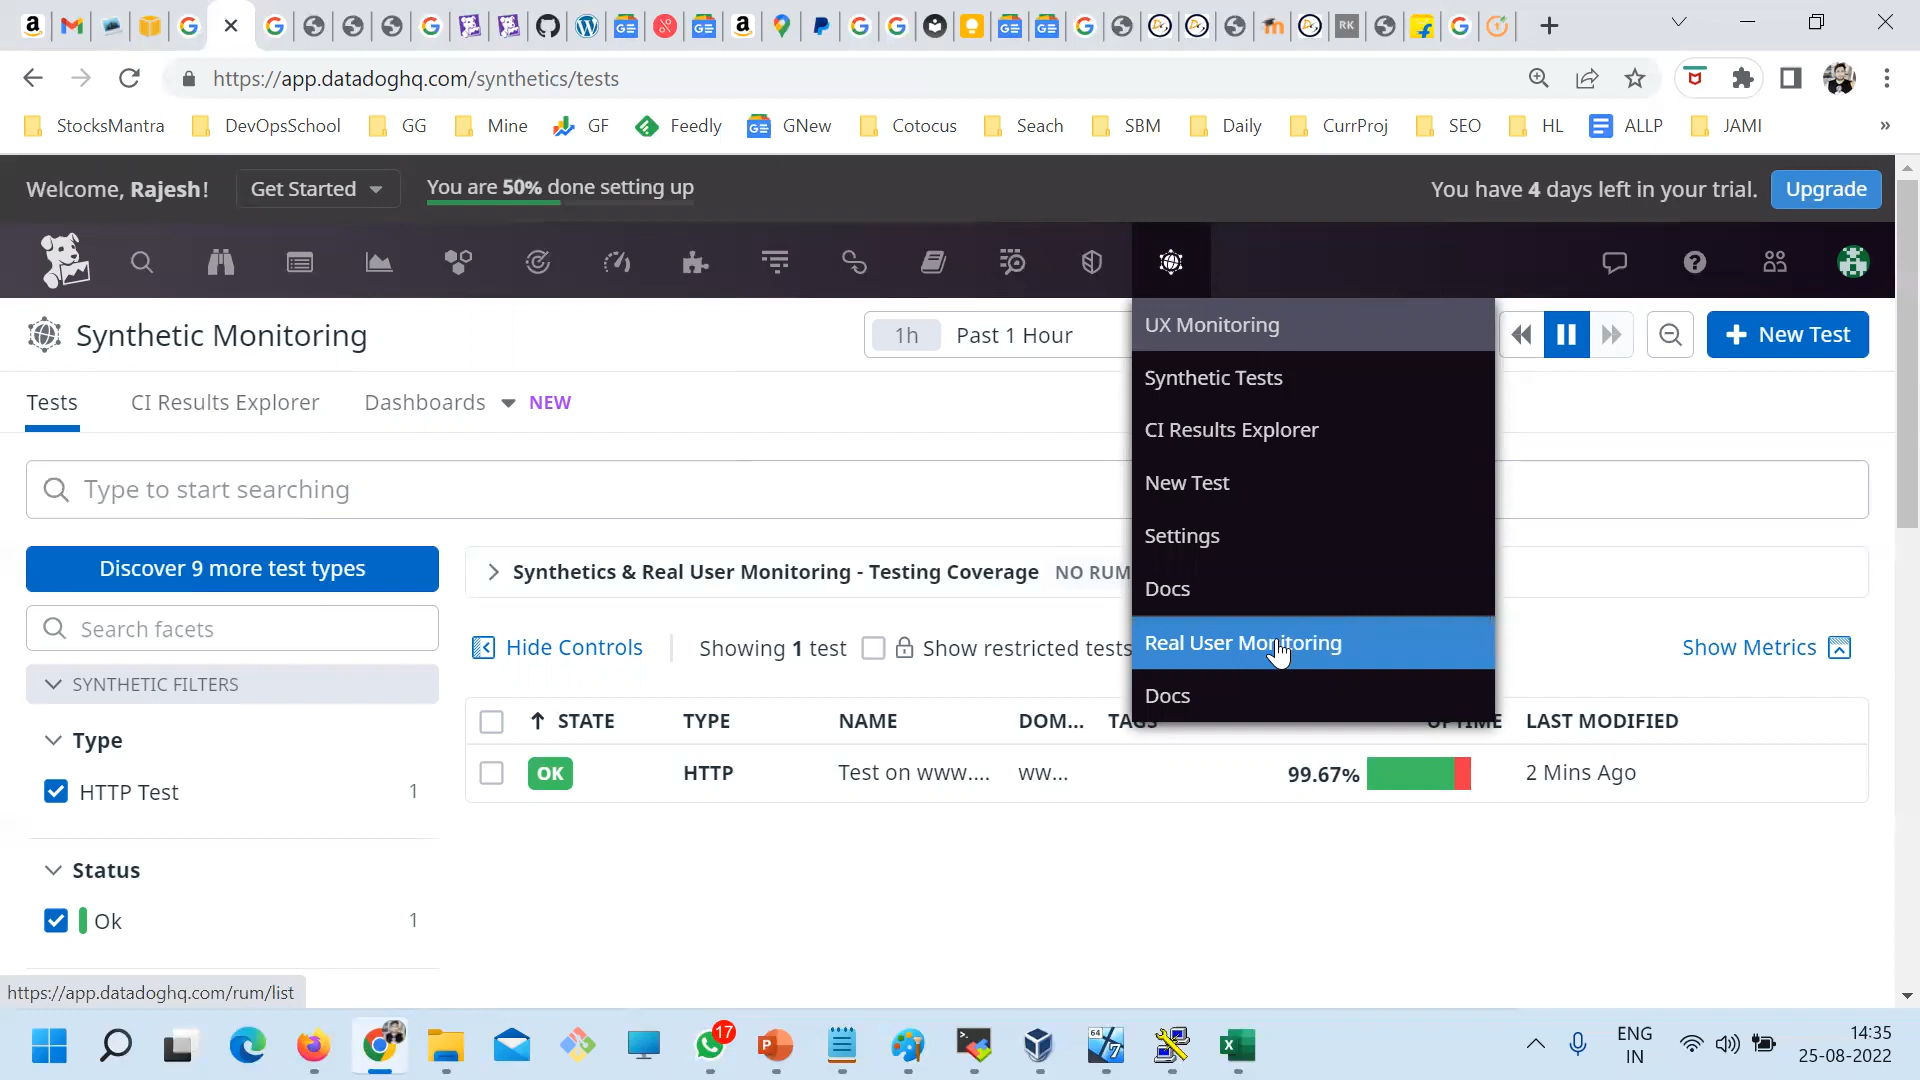 https://app.datadoghq.com/synthetics/tests
StocksMantra DevOpsSchool GG Mine GF Feedly GNew Cotocus Seach SBM Daily CurrProj SEO HL ALLP JAMI »
Welcome, Rajesh! Get Started You are 50% done setting up You have 4 days left in your trial. Upgrade
Synthetic Monitoring 1h Past 1 Hour New Test
UX Monitoring
Synthetic Tests
CI Results Explorer
New Test
Settings
Docs
Real User Monitoring
Docs
Tests CI Results Explorer Dashboards NEW
Type to start searching
Discover 9 more test types
Synthetics & Real User Monitoring - Testing Coverage NO RUM
Search facets
Hide Controls Showing 1 test Show restricted tests Show Metrics
SYNTHETIC FILTERS
STATE TYPE NAME DOM... TAGS UPTIME LAST MODIFIED
OK HTTP Test on www.... ww... 99.67% 2 Mins Ago
Type
HTTP Test 1
Status
Ok 1
https://app.datadoghq.com/rum/list
17
64
7
ENG
IN
14:35
25-08-2022
RK